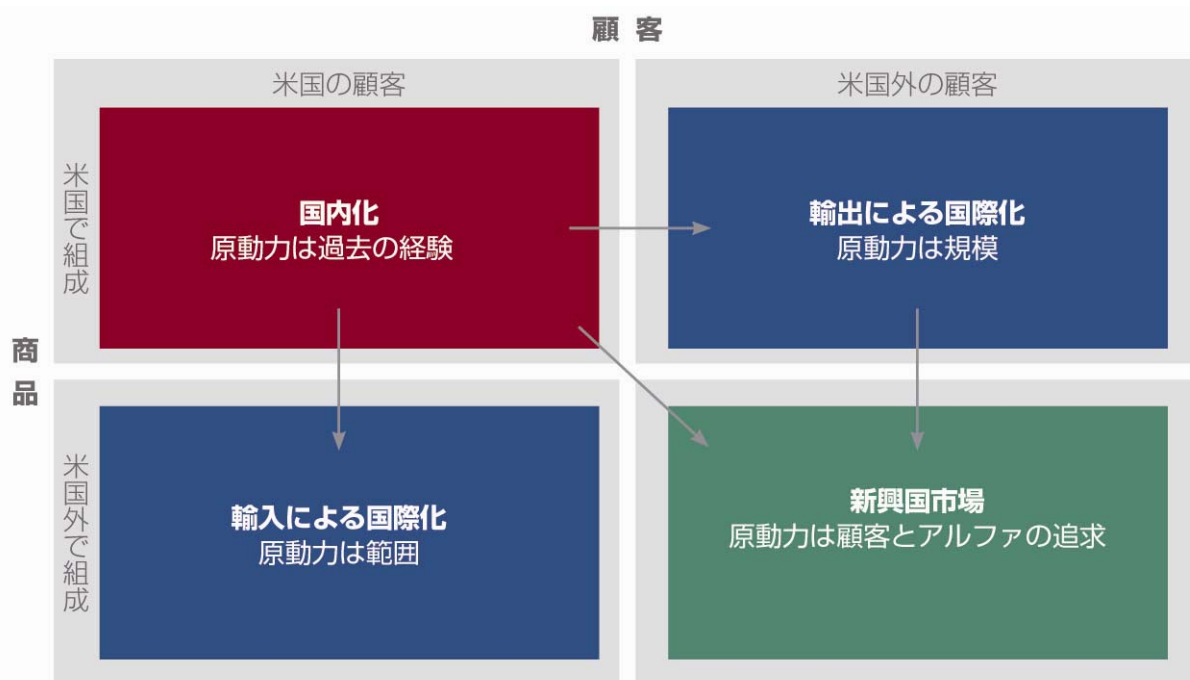 顧 客
米国の顧客
米国外の顧客
商
品
米国で組成
国内化
原動力は過去の経験
輸出による国際化
原動力は規模
米国外で組成
輸入による国際化
原動力は範囲
新興国市場
原動力は顧客とアルファの追求